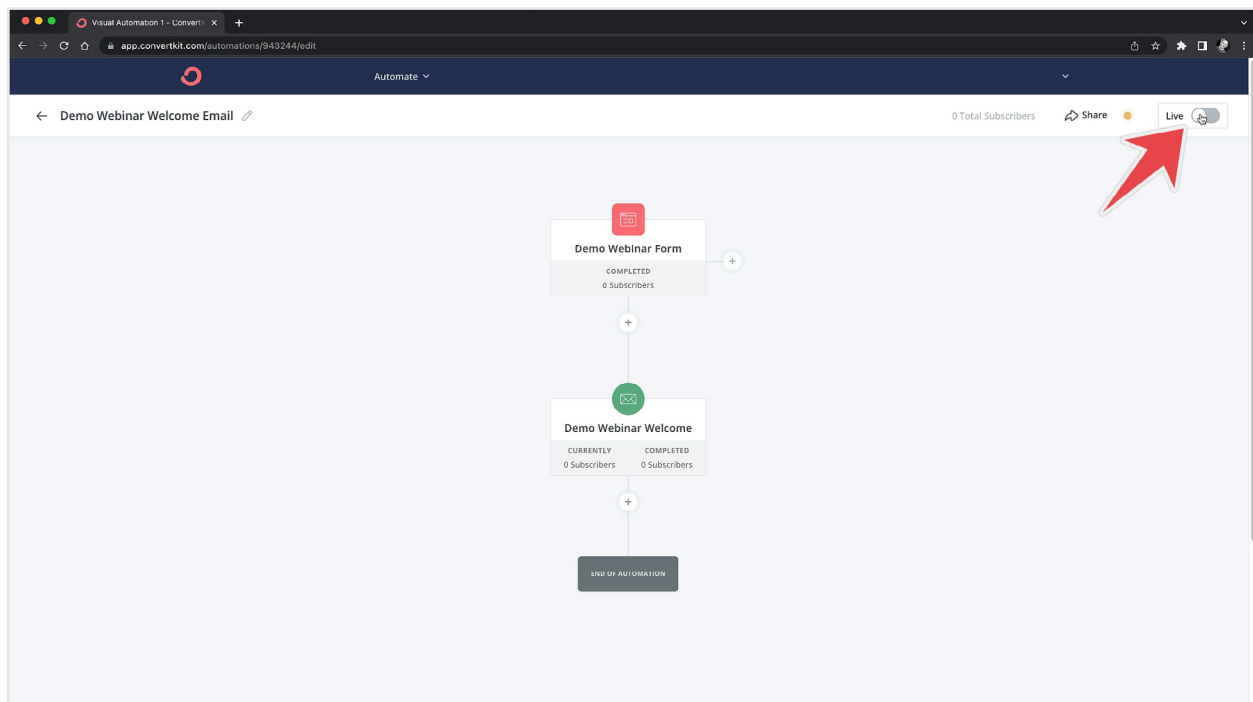 Visual Automation 1 - ConvertK
app.convertkit.com/automations/943244/edit
Automate
Demo Webinar Welcome Email
0 Total Subscribers
Share
Live
Demo Webinar Form
COMPLETED
0 Subscribers
Demo Webinar Welcome
CURRENTLY COMPLETED
0 Subscribers 0 Subscribers
END OF AUTOMATION